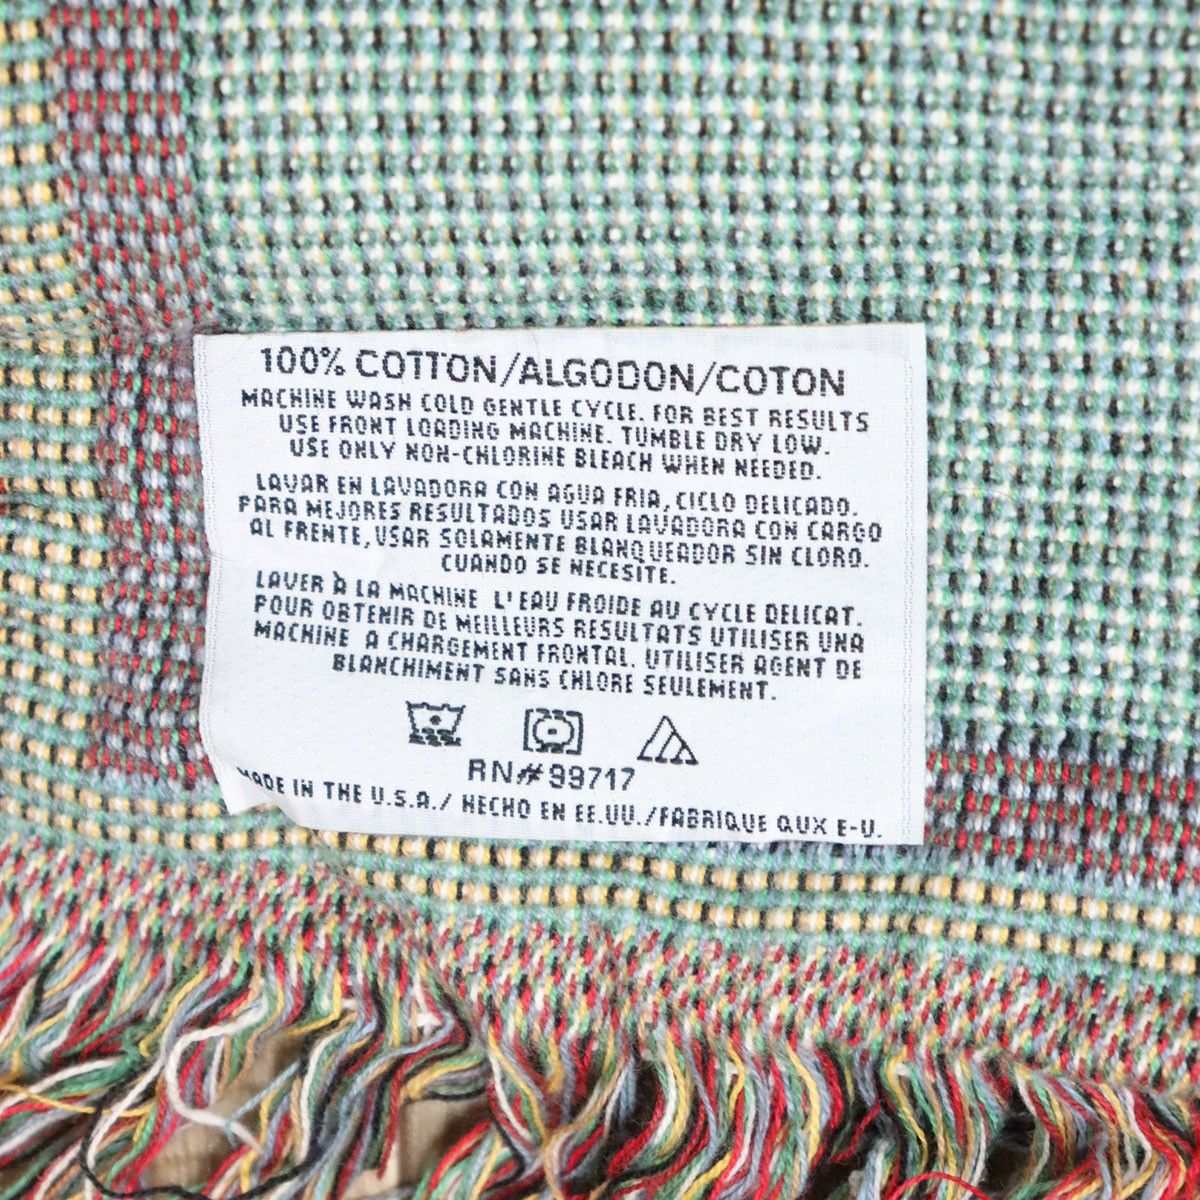 100% COTTON/ALGODON/COTON
MACHINE WASH COLD GENTLE CYCLE. FOR BEST RESULTS
USE FRONT LOADING MACHINE. TUMBLE DRY LOW.
USE ONLY NON-CHLORINE BLEACH WHEN NEEDED.
LAVAR EN LAVADORA CON AGUA FRIA, CICLO DELICADO.
PARA MEJORES RESULTADOS USAR LAVADORA CON CARGO
AL FRENTE, USAR SOLAMENTE BLANQUEADOR SIN CLORO.
CUANDO SE NECESITE.
LAVER À LA MACHINE L'EAU FROIDE AU CYCLE DELICAT.
POUR OBTENIR DE MEILLEURS RESULTATS UTILISER UNA
MACHINE A CHARGEMENT FRONTAL. UTILISER AGENT DE
BLANCHIMENT SANS CHLORE SEULEMENT.
RN#99717
MADE IN THE U.S.A./ HECHO EN EE.UU./FABRIQUE QUX E-U.